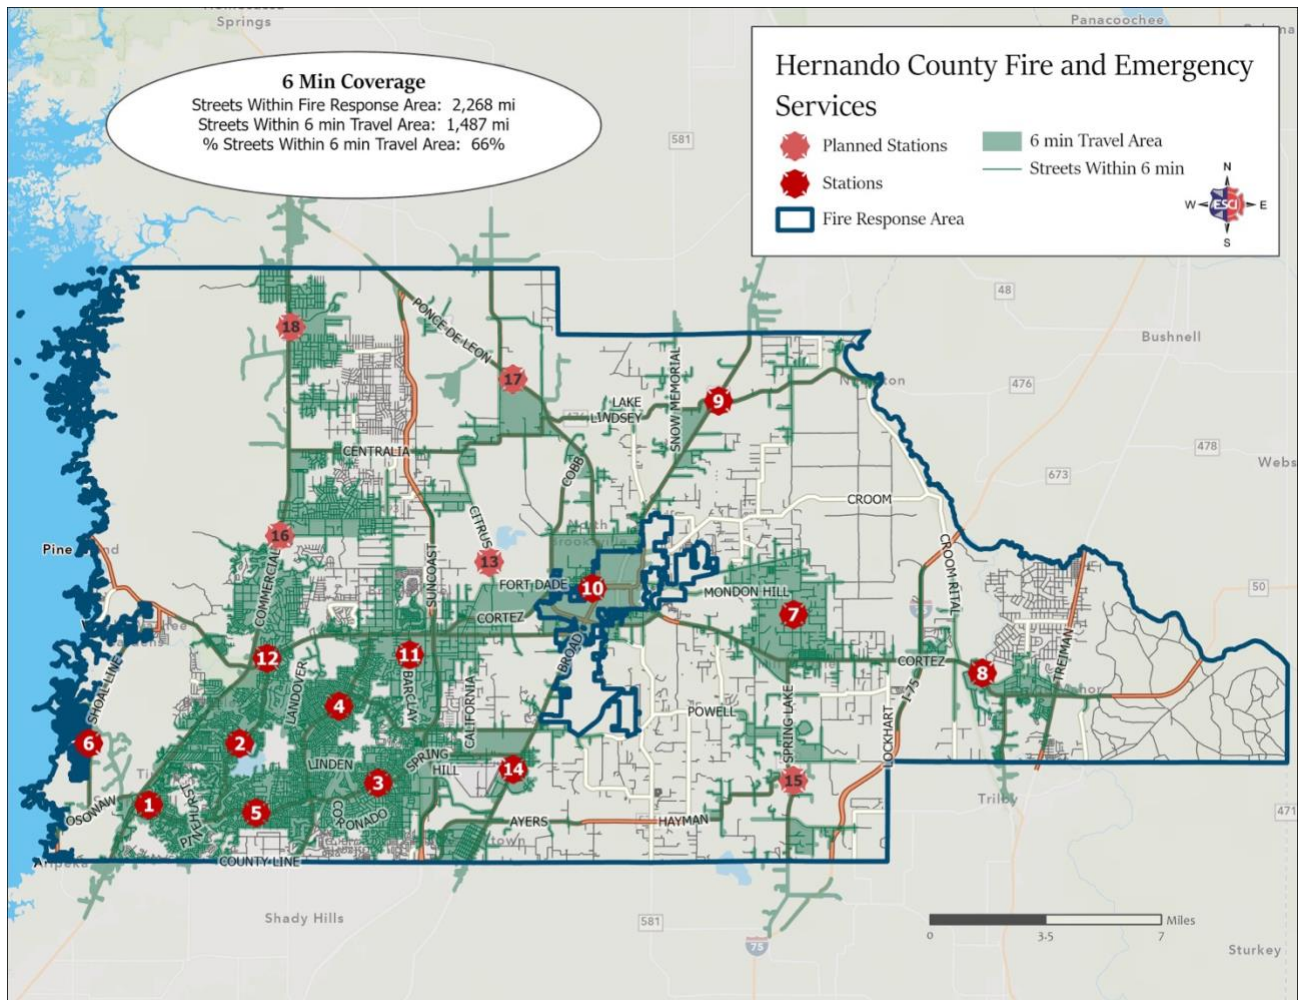 Springs
Panacoochee
6 Min Coverage
Streets Within Fire Response Area: 2,268 mi
Streets Within 6 min Travel Area: 1,487 mi
% Streets Within 6 min Travel Area: 66%
Hernando County Fire and Emergency
Services
Planned Stations
6 min Travel Area
Stations
Streets Within 6 min
Fire Response Area
N
W
ESCI
E
S
581
48
Bushnell
476
478
Webs
673
50
471
18
PONCE-DE-LEON
17
9
LAKE
LINDSEY
SNOW MEMORIAL
CENTRALIA
COBB
CITRUS
CROOM
16
13
North
Pine
COMMERCIAL
SUNCOAST
FORT DADE
10
MONDON HILL
CROOM-RITAL
7
CORTEZ
12
11
BROAD
CORTEZ
8
TREIMAN
SHOAL-LINE
LANDOVER
BARCLAY
CALIFORNIA
4
POWELL
SPRING-LAKE
I-75
LOCKHART
6
2
LINDEN
SPRING
HILL
14
3
15
OSOWAW
1
PINEHURST
5
CORONADO
AYERS
HAYMAN
Trilby
COUNTY-LINE
Shady Hills
581
75
0
3.5
7
Miles
Sturkey